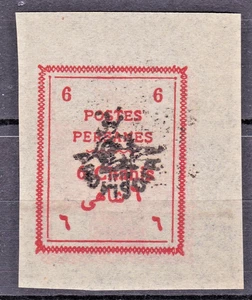 6 6
POSTES
PERSANES
6 Chahis
٦ ٦